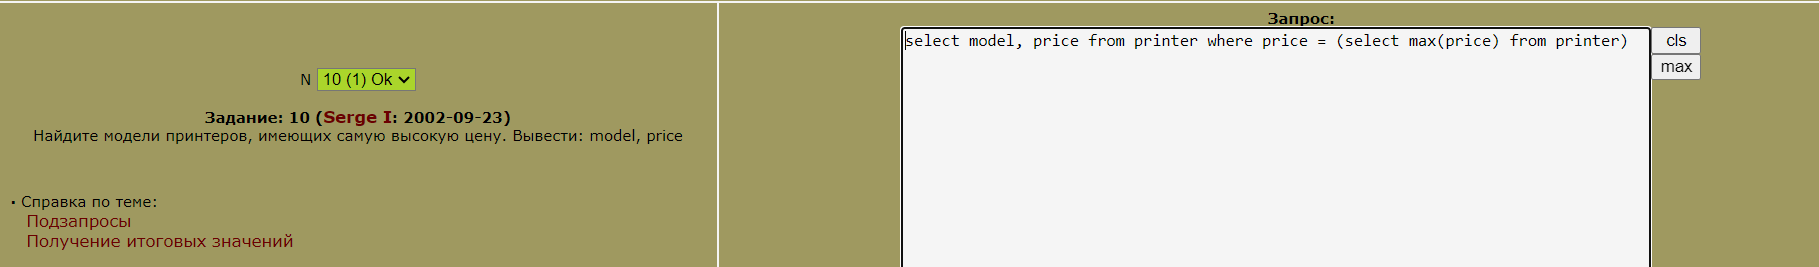 N 10 (1) Ok
Задание: 10 (Serge I: 2002-09-23)
Найдите модели принтеров, имеющих самую высокую цену. Вывести: model, price
• Справка по теме:
Подзапросы
Получение итоговых значений
Запрос:
select model, price from printer where price = (select max(price) from printer)
cls
max